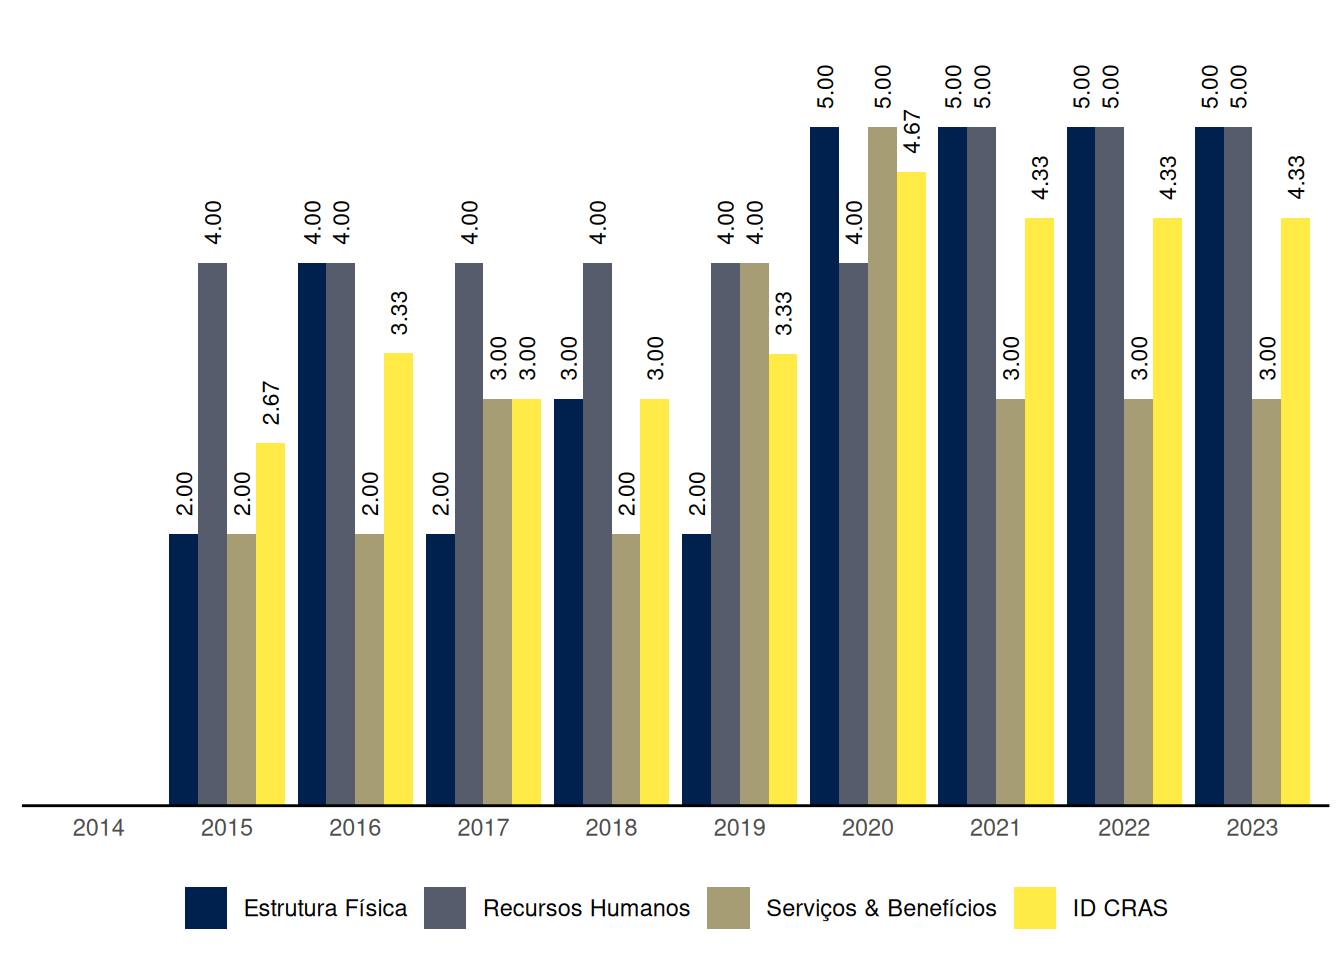 5.00 5.00 5.00 5.00 5.00 5.00 5.00 5.00
4.67
4.33 4.33 4.33
4.00 4.00 4.00 4.00 4.00 4.00 4.00 4.00
3.33 3.33
3.00 3.00 3.00 3.00 3.00 3.00 3.00
2.67
2.00 2.00 2.00 2.00 2.00 2.00
2014 2015 2016 2017 2018 2019 2020 2021 2022 2023
Estrutura Física Recursos Humanos Serviços & Benefícios ID CRAS